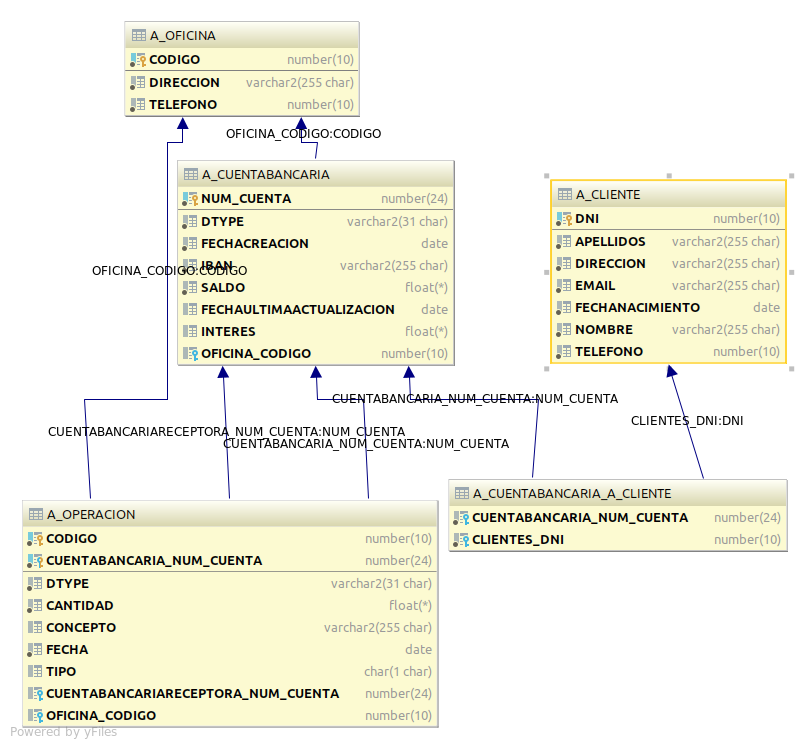 A_OFICINA
CODIGO number(10)
DIRECCION varchar2(255 char)
TELEFONO number(10)
OFICINA_CODIGO:CODIGO
A_CUENTABANCARIA
NUM_CUENTA number(24)
DTYPE varchar2(31 char)
FECHACREACION date
IBAN varchar2(255 char)
SALDO float(*)
FECHAULTIMAACTUALIZACION date
INTERES float(*)
OFICINA_CODIGO number(10)
OFICINA_CODIGO:CODIGO
A_CLIENTE
DNI number(10)
APELLIDOS varchar2(255 char)
DIRECCION varchar2(255 char)
EMAIL varchar2(255 char)
FECHANACIMIENTO date
NOMBRE varchar2(255 char)
TELEFONO number(10)
CUENTABANCARIA_NUM_CUENTA:NUM_CUENTA
CLIENTES_DNI:DNI
CUENTABANCARIARECEPTORA_NUM_CUENTA:NUM_CUENTA
CUENTABANCARIA_NUM_CUENTA:NUM_CUENTA
A_CUENTABANCARIA_A_CLIENTE
CUENTABANCARIA_NUM_CUENTA number(24)
CLIENTES_DNI number(10)
A_OPERACION
CODIGO number(10)
CUENTABANCARIA_NUM_CUENTA number(24)
DTYPE varchar2(31 char)
CANTIDAD float(*)
CONCEPTO varchar2(255 char)
FECHA date
TIPO char(1 char)
CUENTABANCARIARECEPTORA_NUM_CUENTA number(24)
OFICINA_CODIGO number(10)
Powered by yFiles